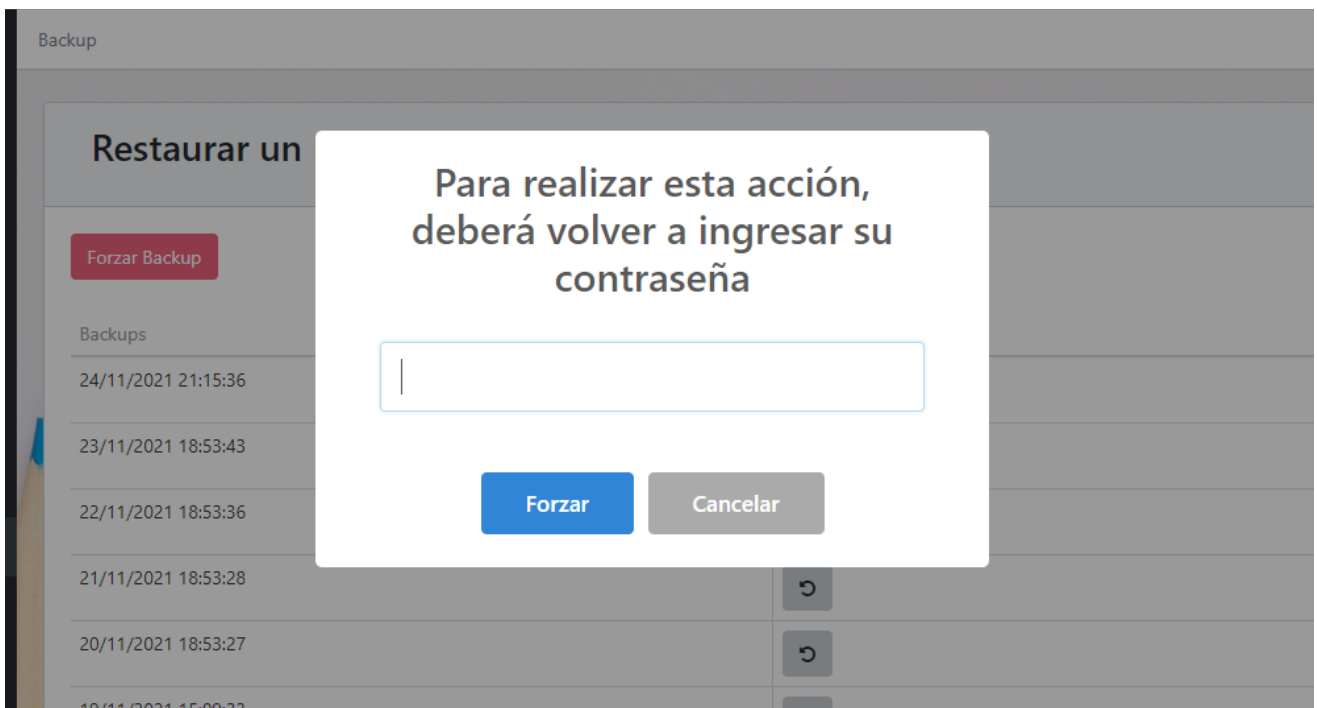 Backup
Restaurar un
Para realizar esta acción,
deberá volver a ingresar su
contraseña
Forzar Backup
Backups
24/11/2021 21:15:36
23/11/2021 18:53:43
22/11/2021 18:53:36
Forzar
Cancelar
21/11/2021 18:53:28
20/11/2021 18:53:27